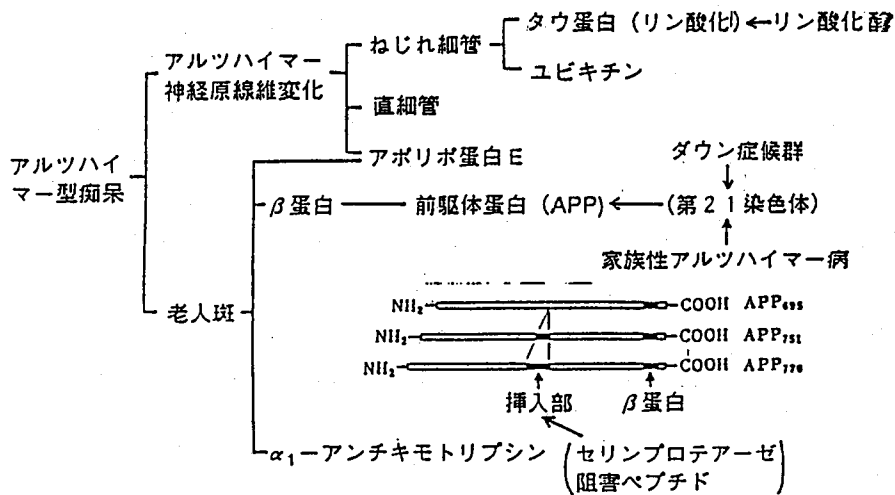 タウ蛋白(リン酸化)←リン酸化酵
ねじれ細管
アルツハイマー
神経原線維変化
ユビキチン
直細管
アポリポ蛋白E
ダウン症候群
アルツハイ
マー型痴呆
β蛋白
前駆体蛋白(APP)
(第21染色体)
家族性アルツハイマー病
老人斑
NH₂ COOH APP₆₉₅
NH₂ COOH APP₇₅₁
NH₂ COOH APP₇₇₀
挿入部
β蛋白
α₁ーアンチキモトリプシン
(セリンプロテアーゼ
阻害ペプチド)